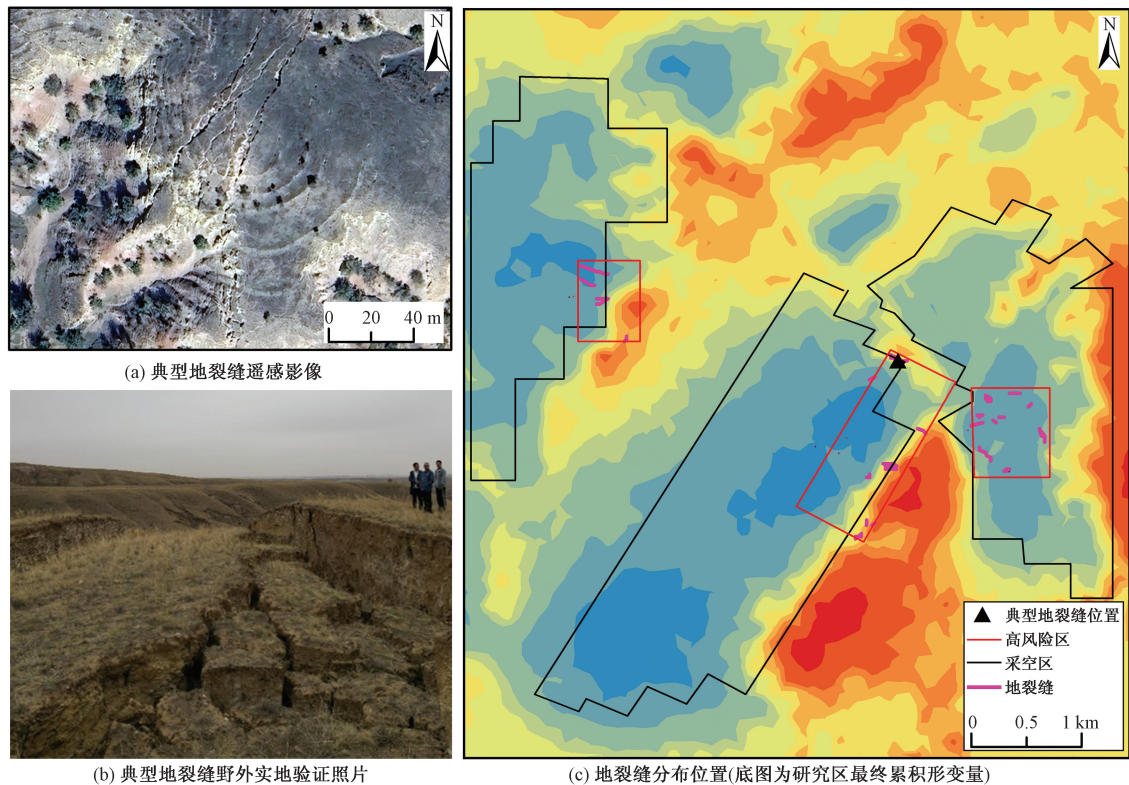 N
0 20 40 m
(a) 典型地裂缝遥感影像
(b) 典型地裂缝野外实地验证照片
N
典型地裂缝位置
高风险区
采空区
地裂缝
0 0.5 1 km
(c) 地裂缝分布位置(底图为研究区最终累积形变量)